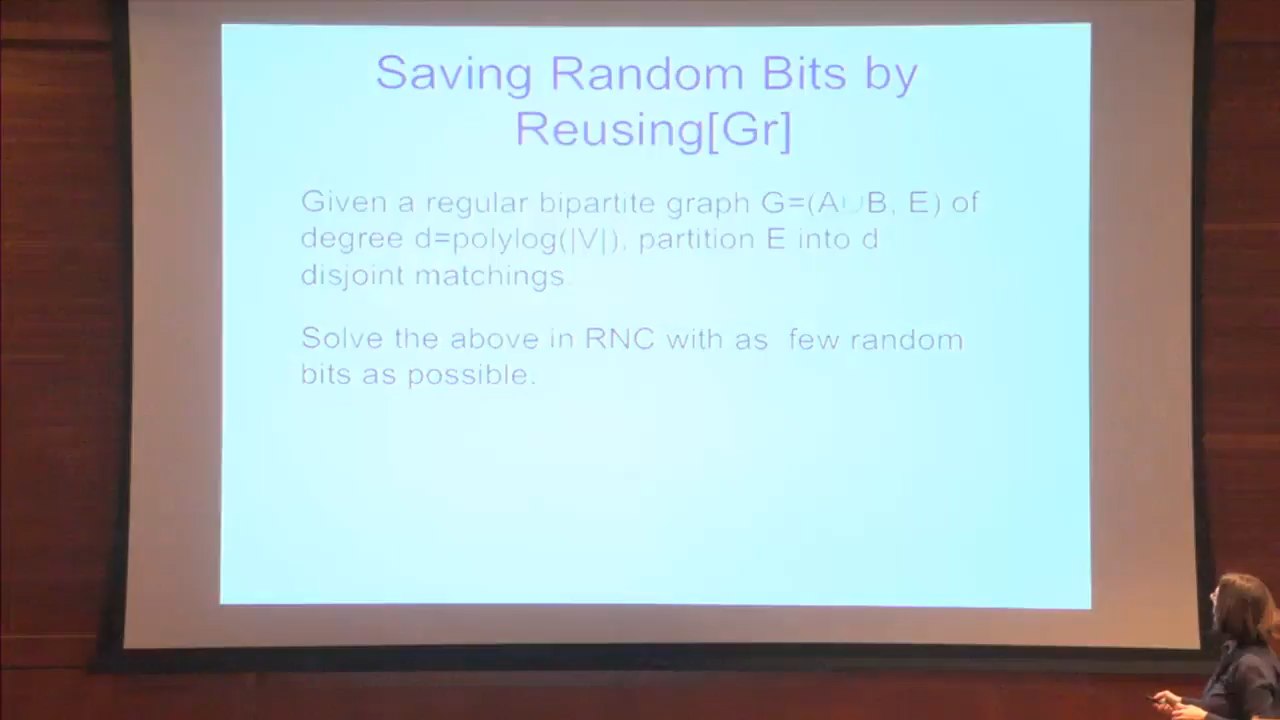 Saving Random Bits by
Reusing[Gr]
Given a regular bipartite graph G=(A∪B, E) of
degree d=polylog(|V|), partition E into d
disjoint matchings
Solve the above in RNC with as few random
bits as possible.